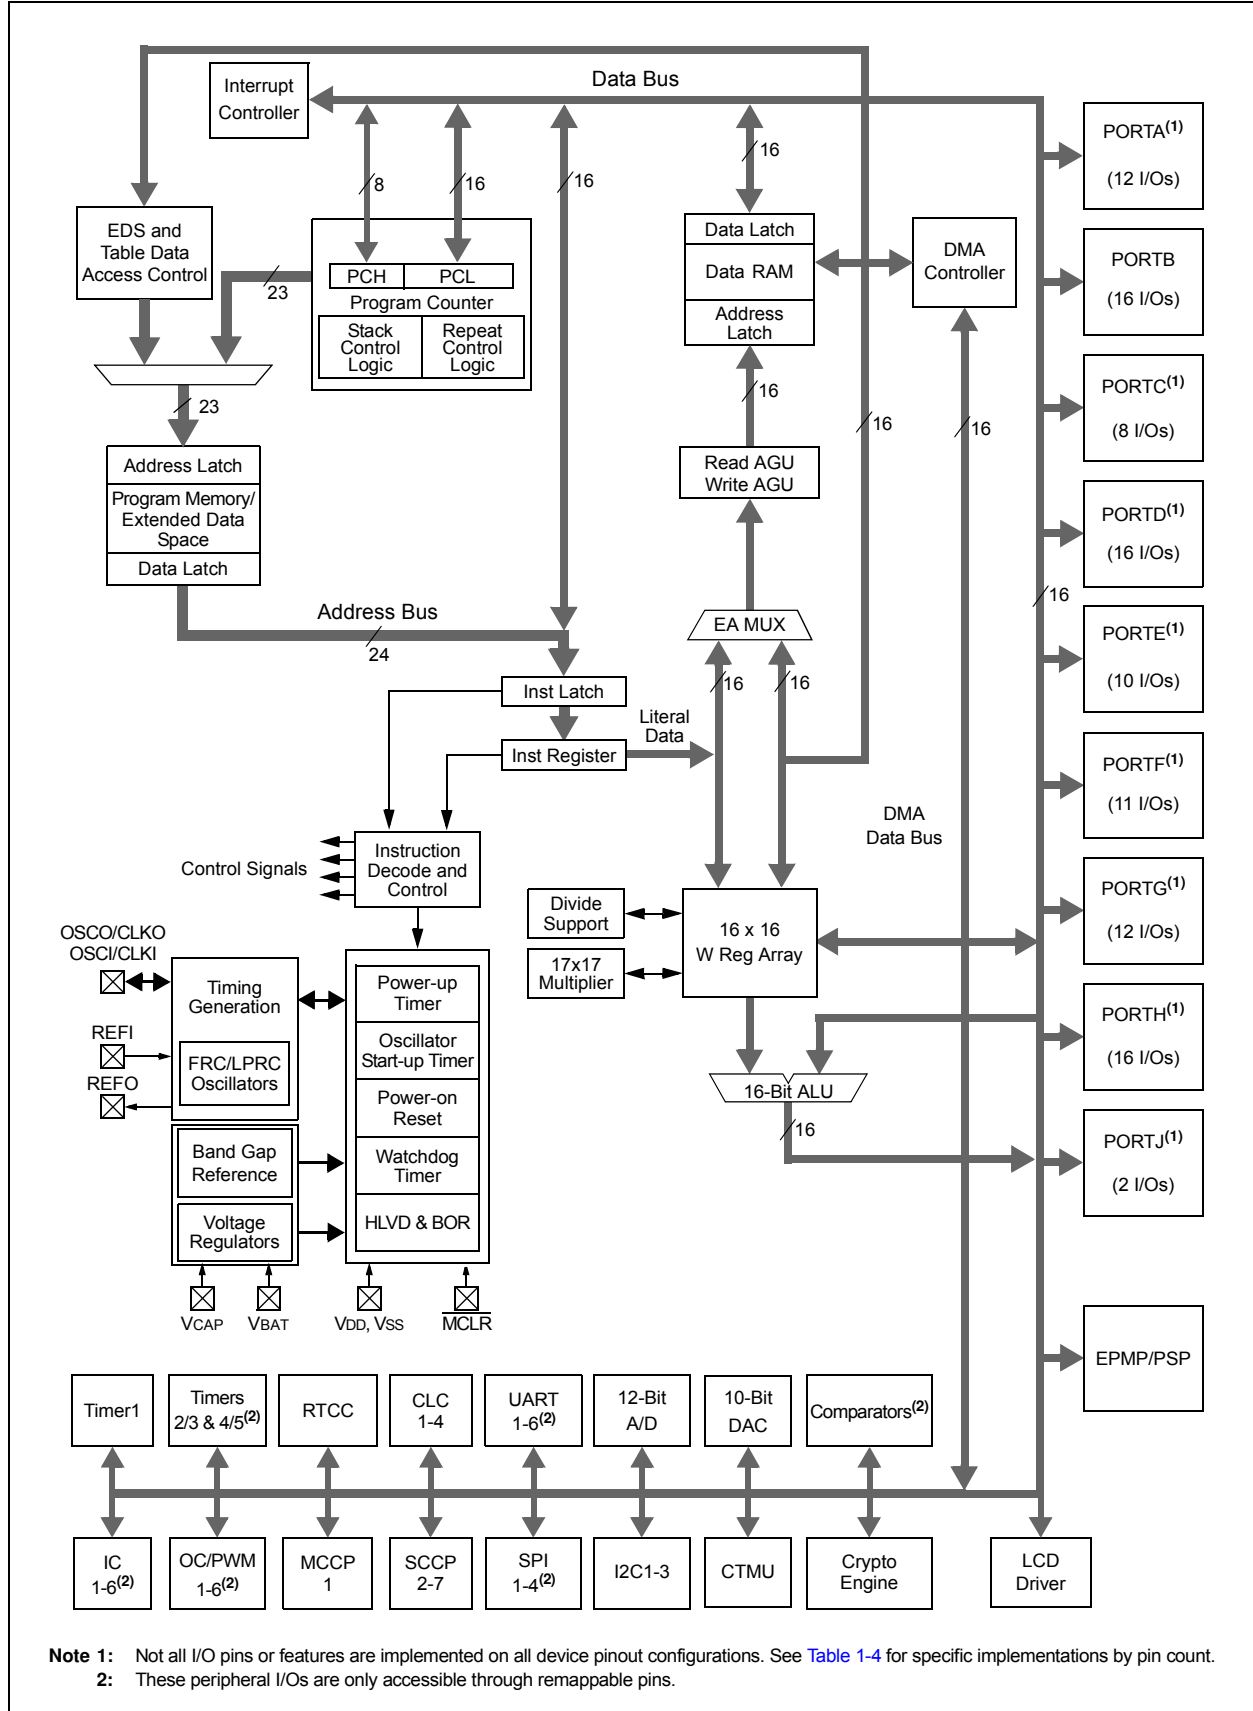 Data Bus
Interrupt
Controller
16
8
16
16
PORTA(1)
(12 I/Os)
EDS and
Table Data
Access Control
23
PCH
PCL
Program Counter
Stack
Control
Logic
Repeat
Control
Logic
Data Latch
Data RAM
Address
Latch
DMA
Controller
PORTB
(16 I/Os)
23
16
16
16
PORTC(1)
(8 I/Os)
Address Latch
Program Memory/
Extended Data
Space
Data Latch
Read AGU
Write AGU
PORTD(1)
(16 I/Os)
16
Address Bus
24
EA MUX
16
16
PORTE(1)
(10 I/Os)
Inst Latch
Inst Register
Literal
Data
PORTF(1)
(11 I/Os)
DMA
Data Bus
Control Signals
Instruction
Decode and
Control
Divide
Support
17x17
Multiplier
16 x 16
W Reg Array
PORTG(1)
(12 I/Os)
OSCO/CLKO
OSCI/CLKI
Timing
Generation
REFI
FRC/LPRC
Oscillators
REFO
Power-up
Timer
Oscillator
Start-up Timer
Power-on
Reset
Watchdog
Timer
HLVD & BOR
PORTH(1)
(16 I/Os)
16-Bit ALU
16
PORTJ(1)
(2 I/Os)
Band Gap
Reference
Voltage
Regulators
VCAP
VBAT
VDD, VSS
MCLR
EPMP/PSP
Timer1
Timers
2/3 & 4/5(2)
RTCC
CLC
1-4
UART
1-6(2)
12-Bit
A/D
10-Bit
DAC
Comparators(2)
IC
1-6(2)
OC/PWM
1-6(2)
MCCP
1
SCCP
2-7
SPI
1-4(2)
I2C1-3
CTMU
Crypto
Engine
LCD
Driver
Note 1: Not all I/O pins or features are implemented on all device pinout configurations. See Table 1-4 for specific implementations by pin count.
2: These peripheral I/Os are only accessible through remappable pins.